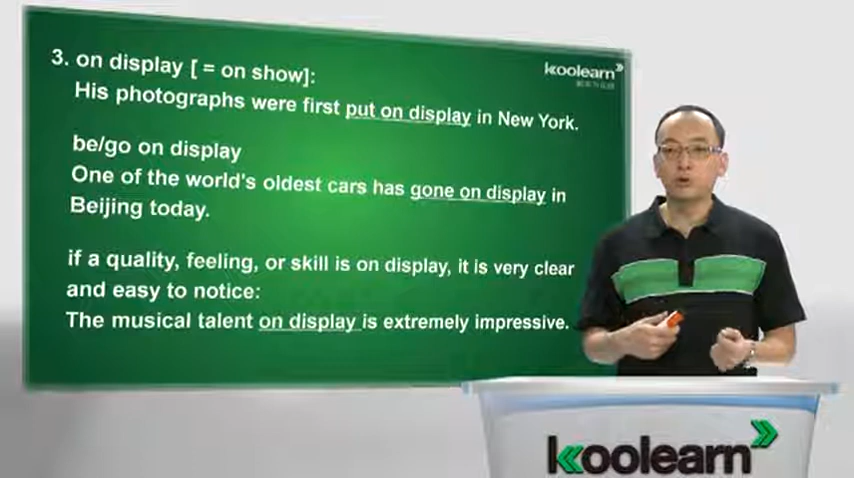 3. on display [ = on show]:
His photographs were first put on display in New York.
be/go on display
One of the world's oldest cars has gone on display in
Beijing today.
if a quality, feeling, or skill is on display, it is very clear
and easy to notice:
The musical talent on display is extremely impressive.
koolearn
koolearn